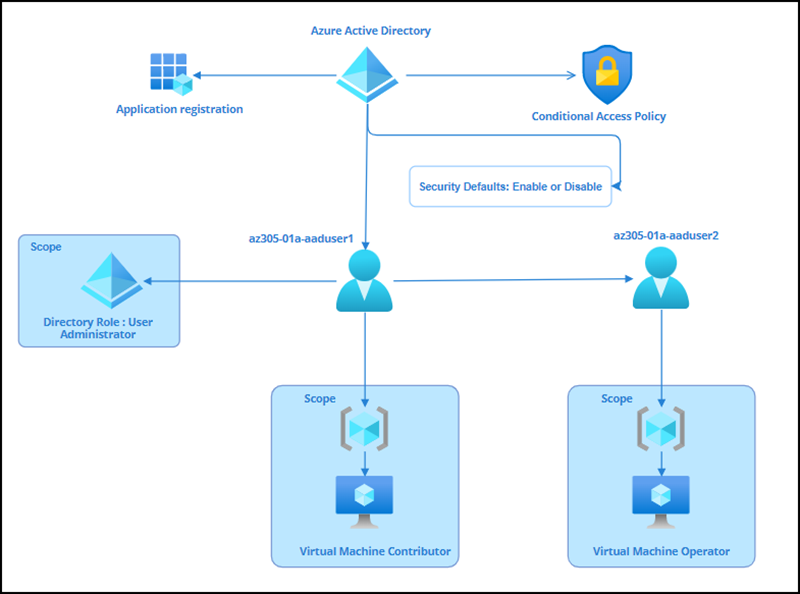 Azure Active Directory
Application registration
Conditional Access Policy
Security Defaults: Enable or Disable
az305-01a-aaduser1
az305-01a-aaduser2
Scope
Directory Role : User
Administrator
Scope
Virtual Machine Contributor
Scope
Virtual Machine Operator